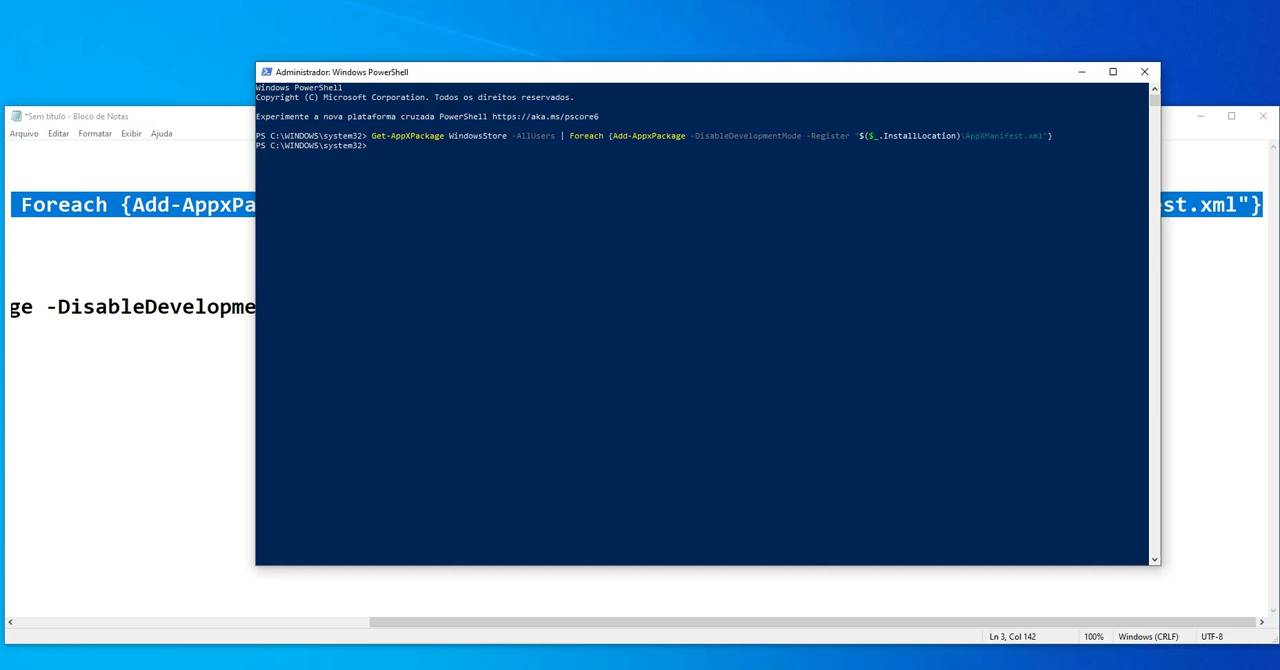 Administrador: Windows PowerShell
Windows PowerShell
Copyright (C) Microsoft Corporation. Todos os direitos reservados.
Experimente a nova plataforma cruzada PowerShell https://aka.ms/pscore6
PS C:\WINDOWS\system32> Get-AppXPackage WindowsStore -AllUsers | Foreach {Add-AppxPackage -DisableDevelopmentMode -Register "$($_.InstallLocation)\AppXManifest.xml"}
PS C:\WINDOWS\system32>
*Sem título - Bloco de Notas
Arquivo Editar Formatar Exibir Ajuda
Foreach {Add-AppxPa
st.xml"}
ge -DisableDevelopme
Ln 3, Col 142 100% Windows (CRLF) UTF-8